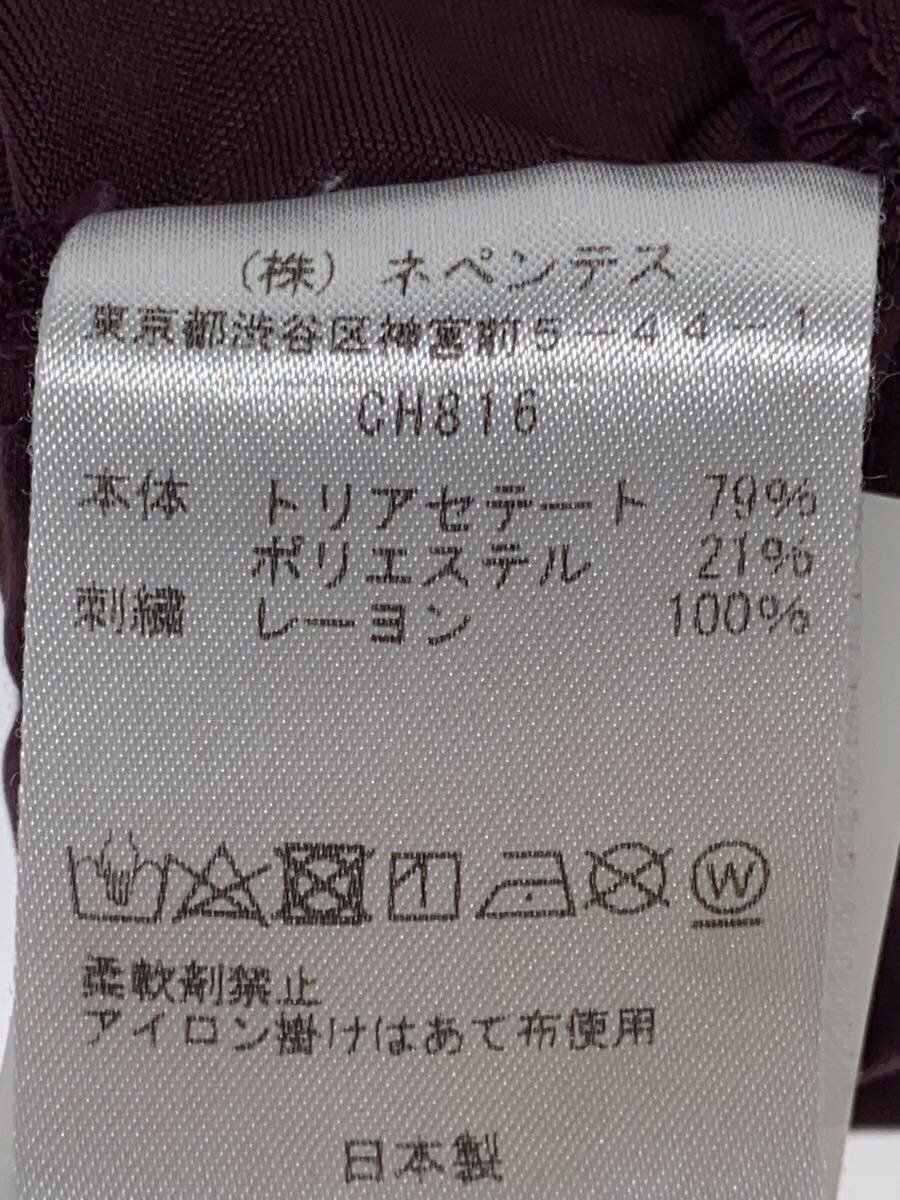 (株) ネペンテス
東京都渋谷区神宮前5-44-1
CH816
本体 トリアセテート 79%
ポリエステル 21%
刺繍 レーヨン 100%
W
柔軟剤禁止
アイロン掛けはあて布使用
日本製